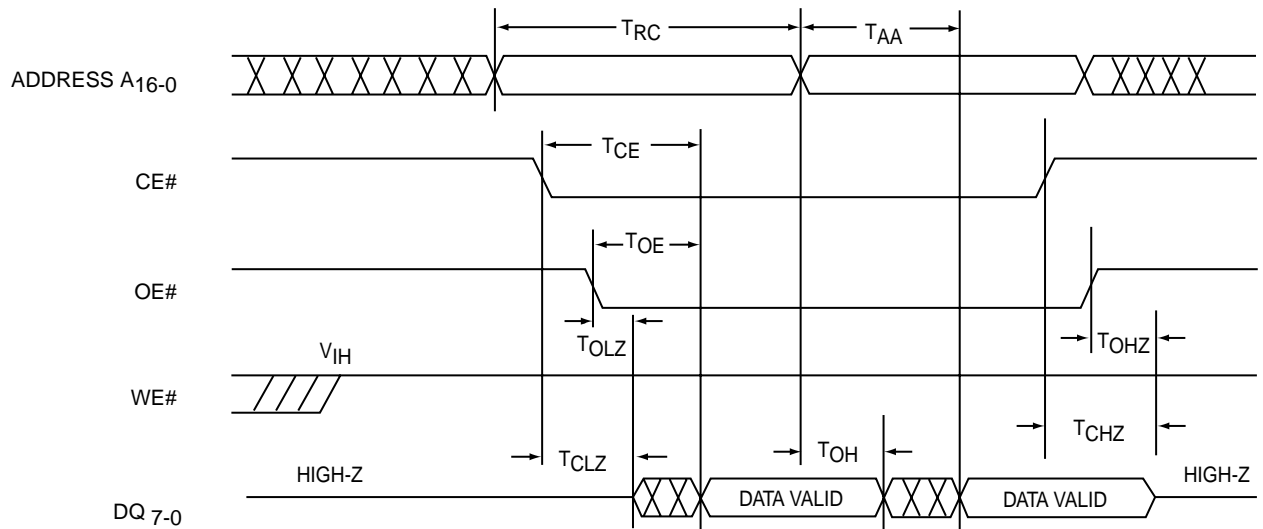 TRC
TAA
ADDRESS A16-0
TCE
CE#
TOE
OE#
TOLZ
TOHZ
VIH
WE#
TCHZ
TCLZ
TOH
HIGH-Z
HIGH-Z
DATA VALID
DATA VALID
DQ 7-0